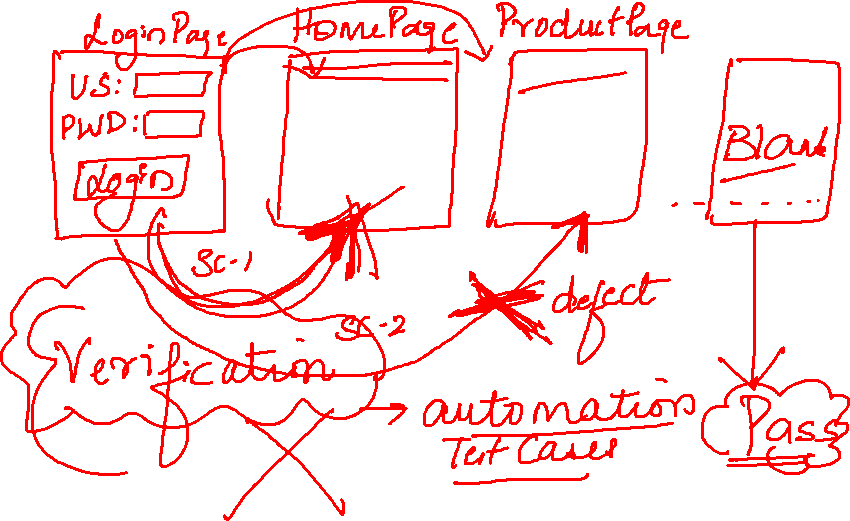 LoginPage
HomePage
ProductPage
US:
PWD:
Login
Blank
SC-1
SC-2
defect
Verification
automation
Test Cases
Pass